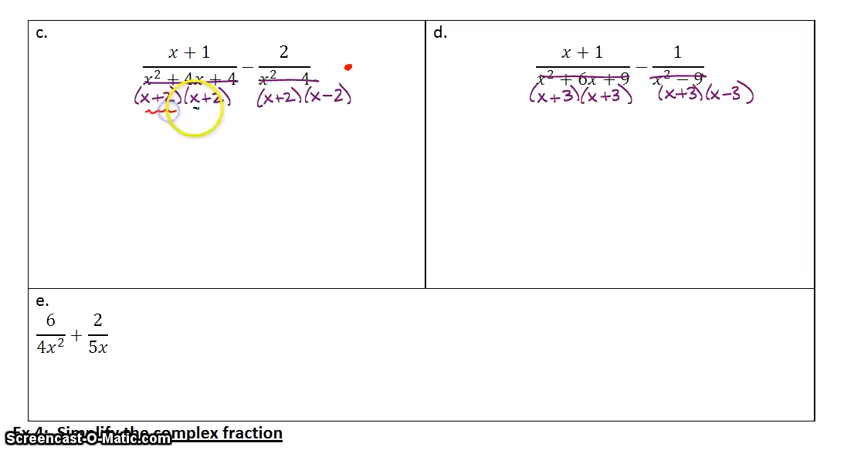 c.
x + 1 / x² + 4x + 4 − 2 / x² − 4
(x+2)(x+2) (x+2)(x−2)
d.
x + 1 / x² + 6x + 9 − 1 / x² − 9
(x+3)(x+3) (x+3)(x−3)
e.
6 / 4x² + 2 / 5x
Ex 4: Simplify the complex fraction
Screencast-O-Matic.com